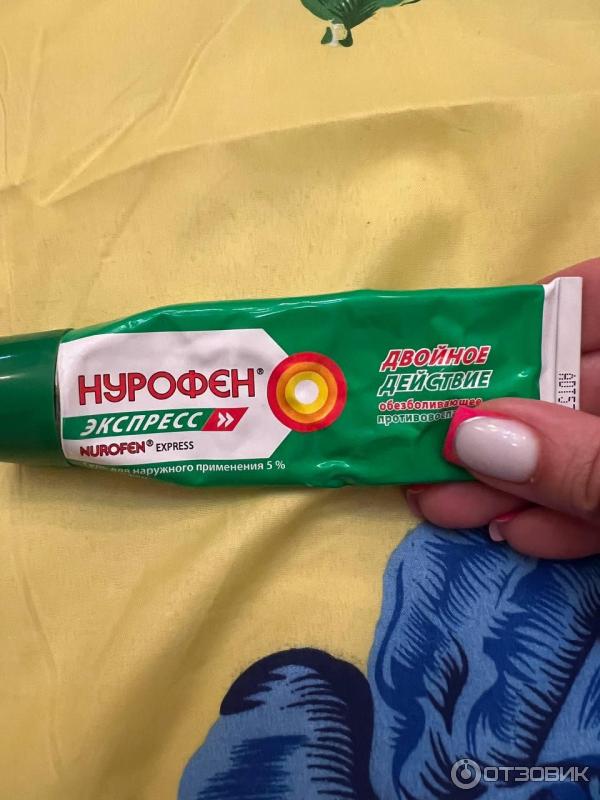 НУРОФЕН®
ЭКСПРЕСС
NUROFEN® EXPRESS
для наружного применения 5 %
ДВОЙНОЕ
ДЕЙСТВИЕ
обезболивающее
ОТЗОВИК